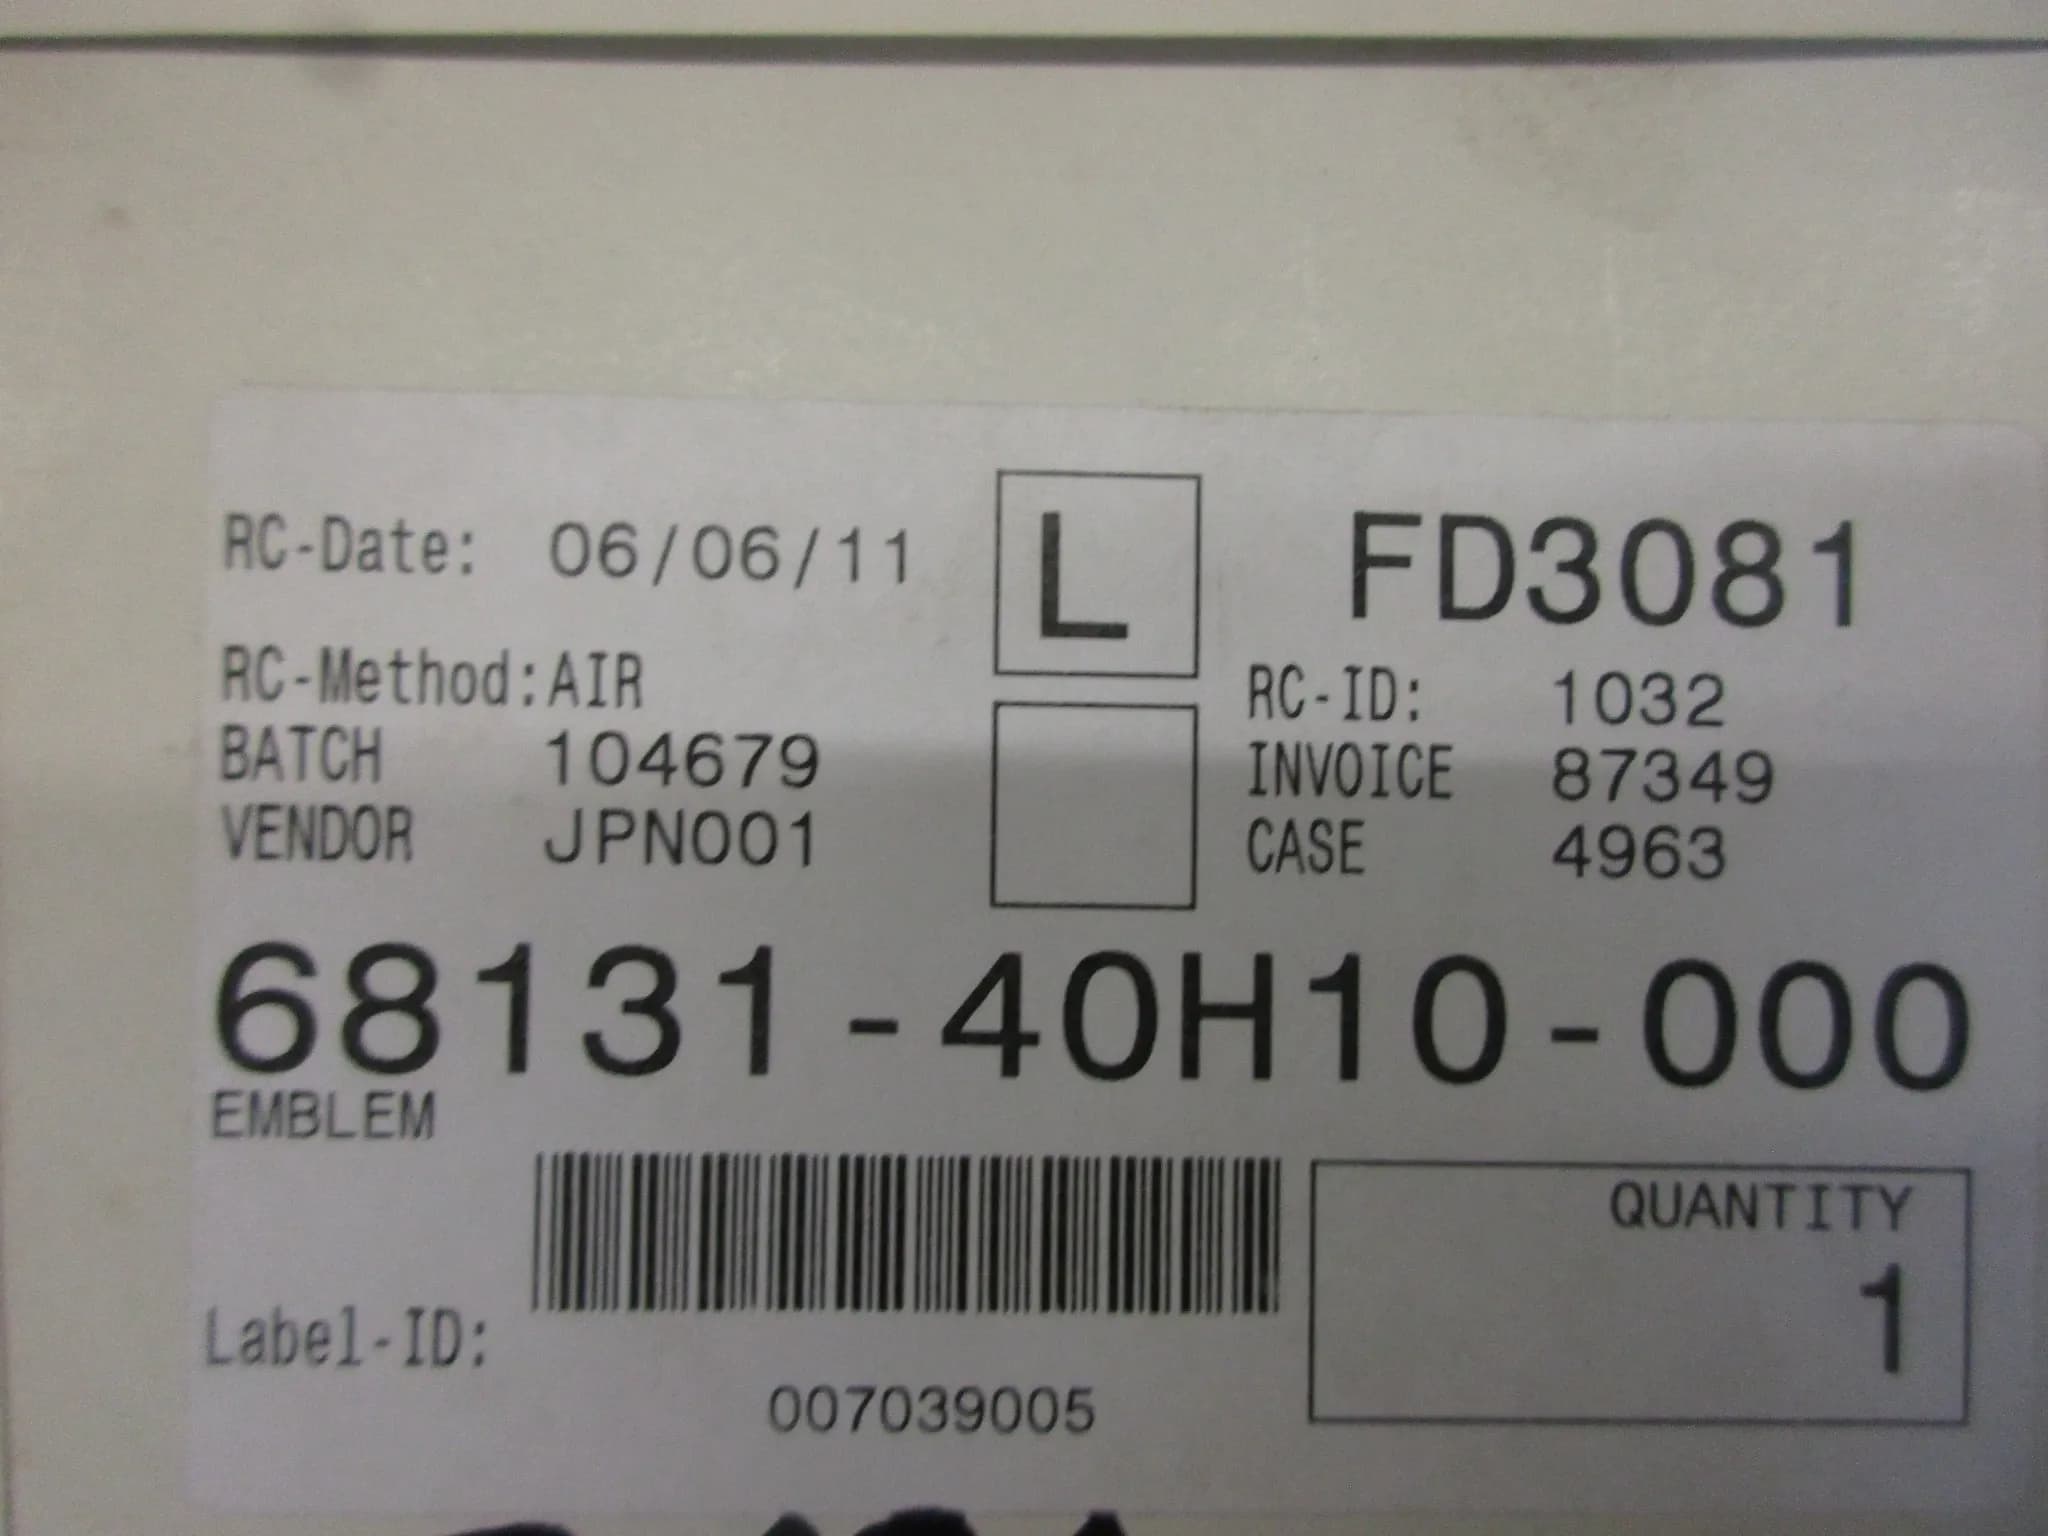 RC-Date: 06/06/11 L FD3081
RC-Method:AIR RC-ID: 1032
BATCH 104679 INVOICE 87349
VENDOR JPN001 CASE 4963
68131-40H10-000
EMBLEM
QUANTITY
1
Label-ID:
007039005